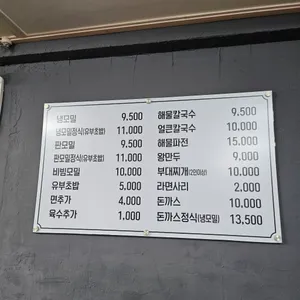 냉모밀 9.500
냉모밀정식(유부초밥) 11.000
판모밀 9.500
판모밀정식(유부초밥) 11.000
비빔모밀 10.000
유부초밥 5.000
면추가 4.000
육수추가 1.000
해물칼국수 9.500
얼큰칼국수 10.000
해물파전 15.000
왕만두 9.000
부대찌개(2인이상) 10.000
라면사리 2.000
돈까스 10.000
돈까스정식(냉모밀) 13.500